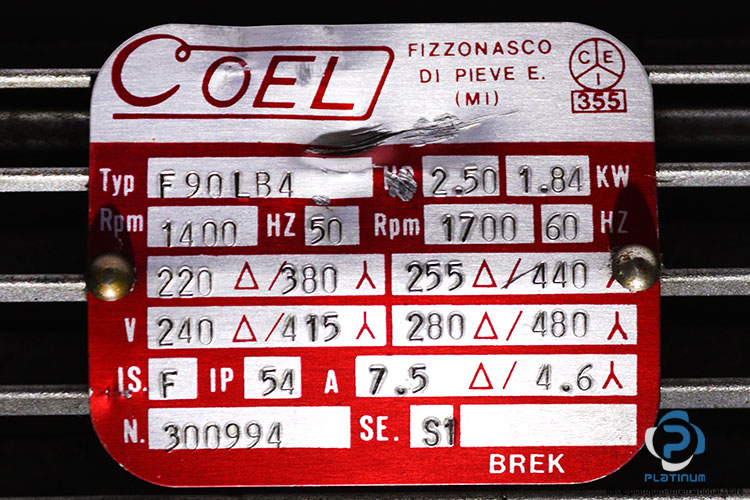 COEL
FIZZONASCO
DI PIEVE E.
(MI)
CEI
355
Typ F90LB4 HP 2.50 1.84 KW
Rpm 1400 HZ 50 Rpm 1700 60 HZ
220 Δ/380 ⅄ 255 Δ/440 ⅄
V 240 Δ/415 ⅄ 280 Δ/480 ⅄
IS. F IP 54 A 7.5 Δ/ 4.6 ⅄
N. 300994 SE. S1
BREK
PLATINUM